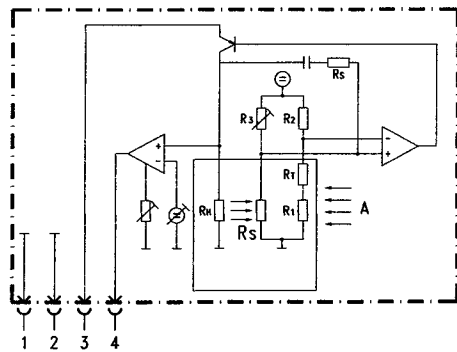 Rs
=
R3
R2
+
-
-
+
RT
RH
Rs
R1
A
=
1 2 3 4